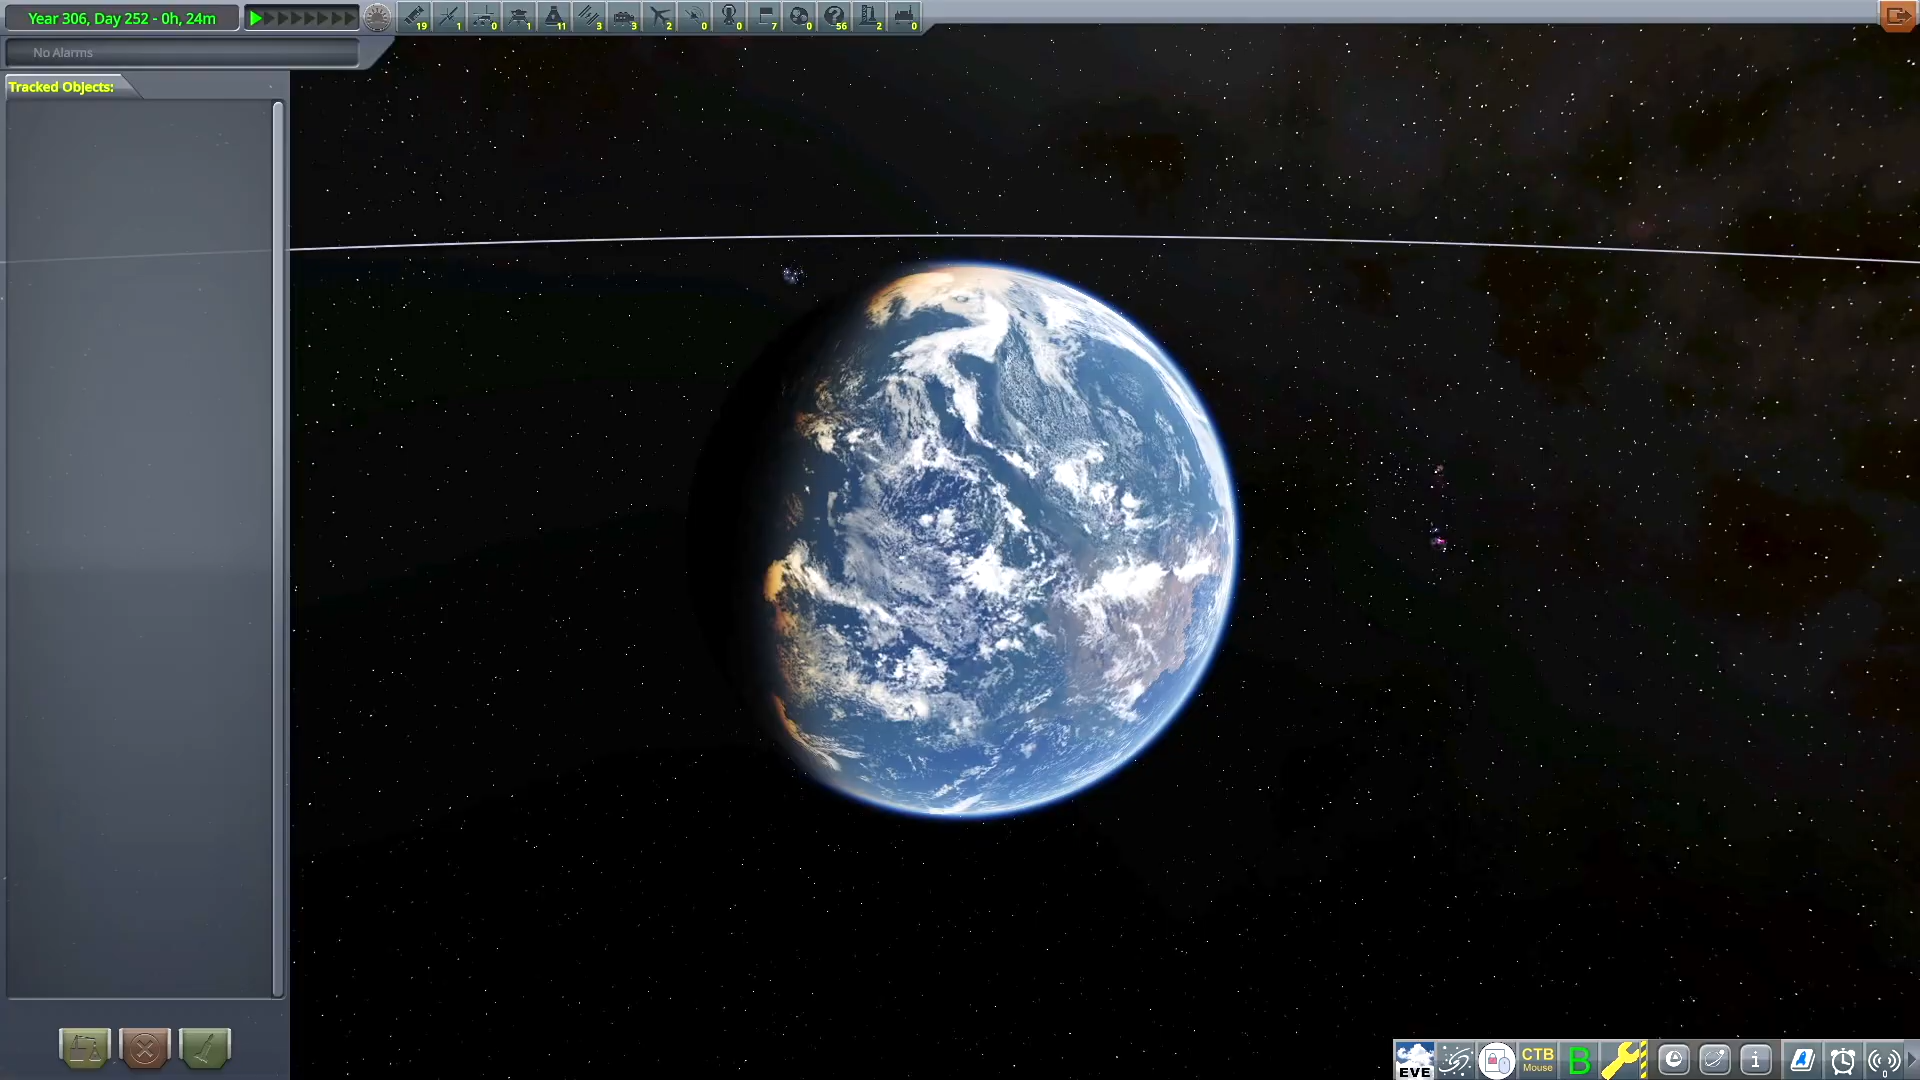 Year 306, Day 252 - 0h, 24m
19 1 0 1 11 3 3 2 0 0 7 0 56 2 0
No Alarms
Tracked Objects:
EVE
CTB
Mouse
B
i
0